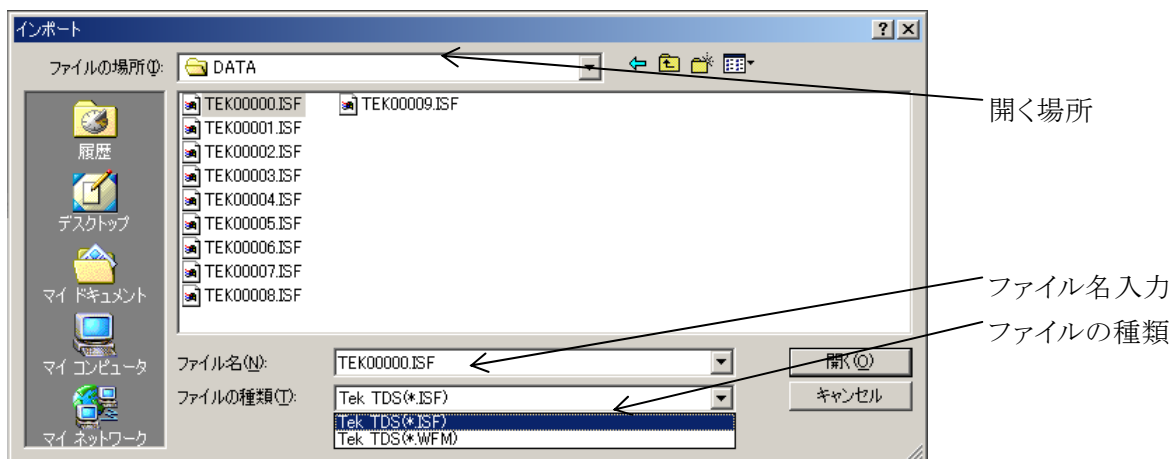 インポート
ファイルの場所(I):
DATA
TEK00000.ISF
TEK00001.ISF
TEK00002.ISF
TEK00003.ISF
TEK00004.ISF
TEK00005.ISF
TEK00006.ISF
TEK00007.ISF
TEK00008.ISF
TEK00009.ISF
履歴
デスクトップ
マイ ドキュメント
マイ コンピュータ
マイ ネットワーク
ファイル名(N):
TEK00000.ISF
開く(O)
ファイルの種類(T):
Tek TDS(*.ISF)
キャンセル
Tek TDS(*.ISF)
Tek TDS(*.WFM)
開く場所
ファイル名入力
ファイルの種類